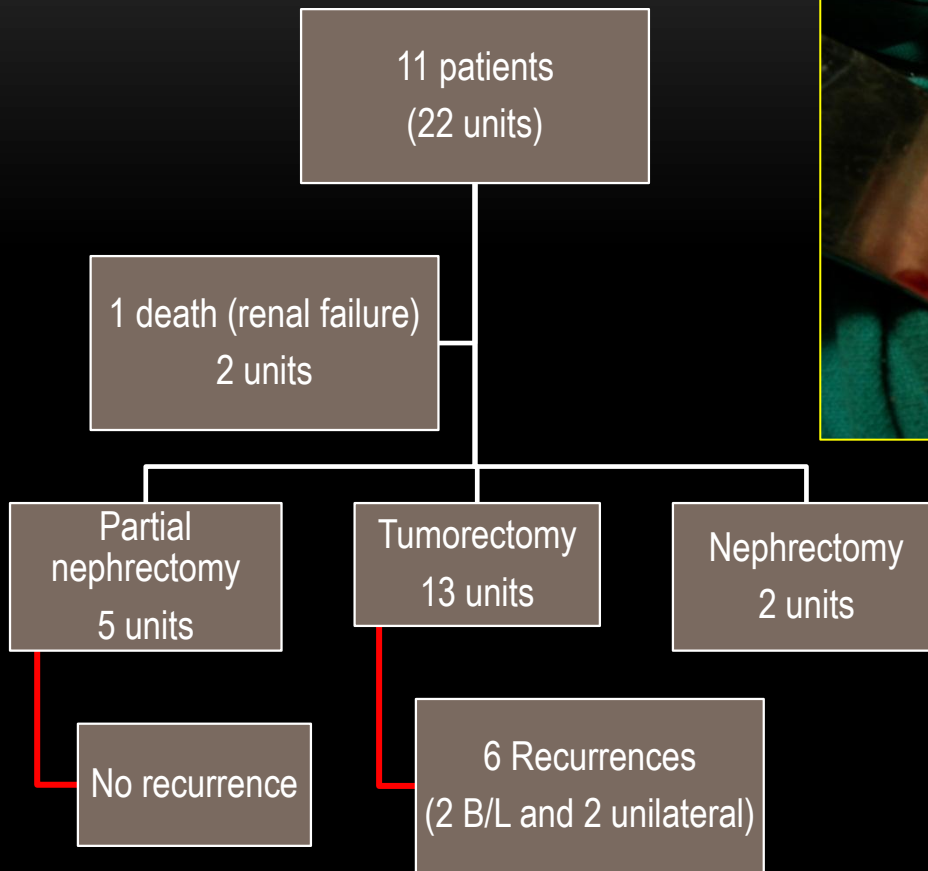 11 patients
(22 units)
1 death (renal failure)
2 units
Partial
nephrectomy
5 units
Tumorectomy
13 units
Nephrectomy
2 units
No recurrence
6 Recurrences
(2 B/L and 2 unilateral)